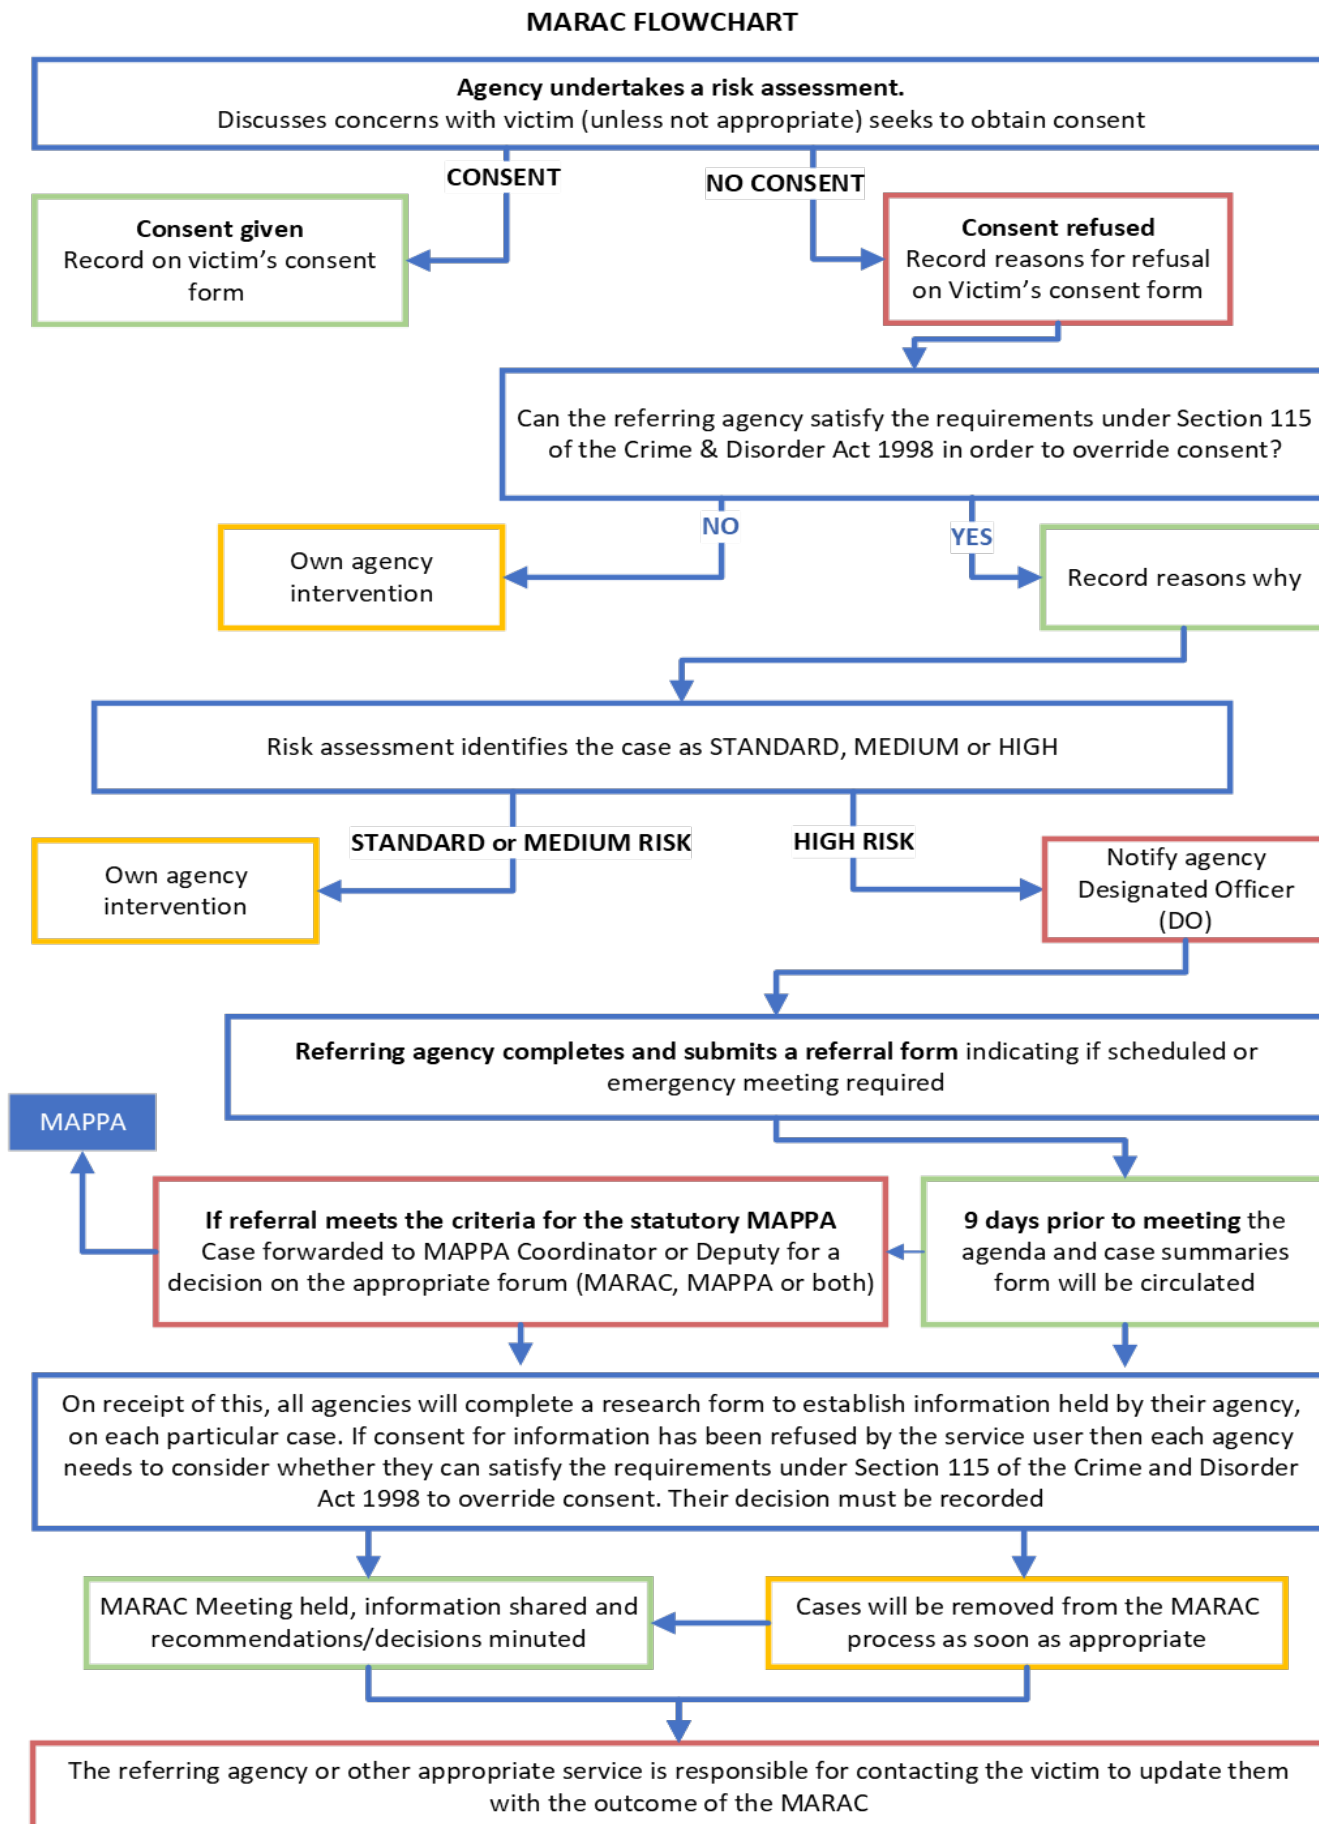 MARAC FLOWCHART
Agency undertakes a risk assessment.
Discusses concerns with victim (unless not appropriate) seeks to obtain consent
CONSENT
NO CONSENT
Consent given
Record on victim's consent
form
Consent refused
Record reasons for refusal
on Victim's consent form
Can the referring agency satisfy the requirements under Section 115
of the Crime & Disorder Act 1998 in order to override consent?
NO
YES
Own agency
intervention
Record reasons why
Risk assessment identifies the case as STANDARD, MEDIUM or HIGH
STANDARD or MEDIUM RISK
HIGH RISK
Own agency
intervention
Notify agency
Designated Officer
(DO)
Referring agency completes and submits a referral form indicating if scheduled or
emergency meeting required
MAPPA
If referral meets the criteria for the statutory MAPPA
Case forwarded to MAPPA Coordinator or Deputy for a
decision on the appropriate forum (MARAC, MAPPA or both)
9 days prior to meeting the
agenda and case summaries
form will be circulated
On receipt of this, all agencies will complete a research form to establish information held by their agency,
on each particular case. If consent for information has been refused by the service user then each agency
needs to consider whether they can satisfy the requirements under Section 115 of the Crime and Disorder
Act 1998 to override consent. Their decision must be recorded
MARAC Meeting held, information shared and
recommendations/decisions minuted
Cases will be removed from the MARAC
process as soon as appropriate
The referring agency or other appropriate service is responsible for contacting the victim to update them
with the outcome of the MARAC